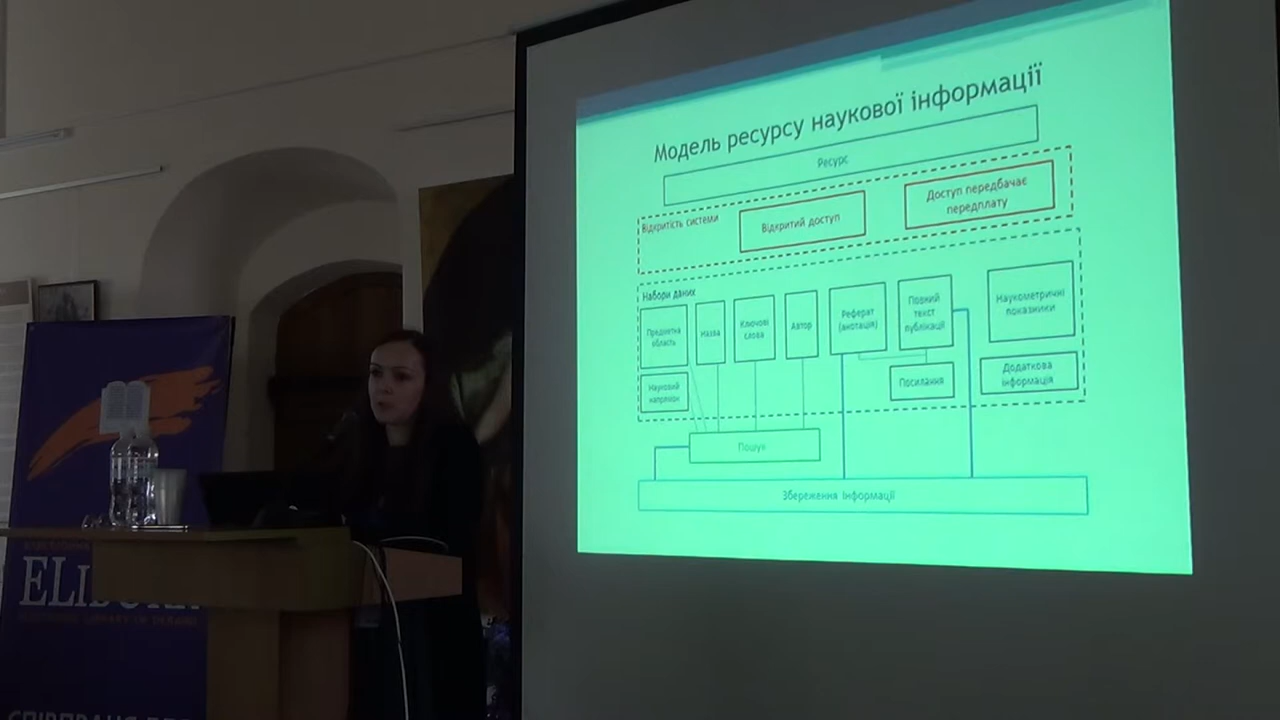 Модель ресурсу наукової інформації
Ресурс
Відкритість системи
Відкритий доступ
Доступ передбачає
передплату
Набори даних
Предметна
область
Назва
Ключові
слова
Автор
Реферат
(анотація)
Повний
текст
публікації
Наукометричні
показники
Науковий
напрямок
Посилання
Додаткова
інформація
Пошук
Збереження інформації